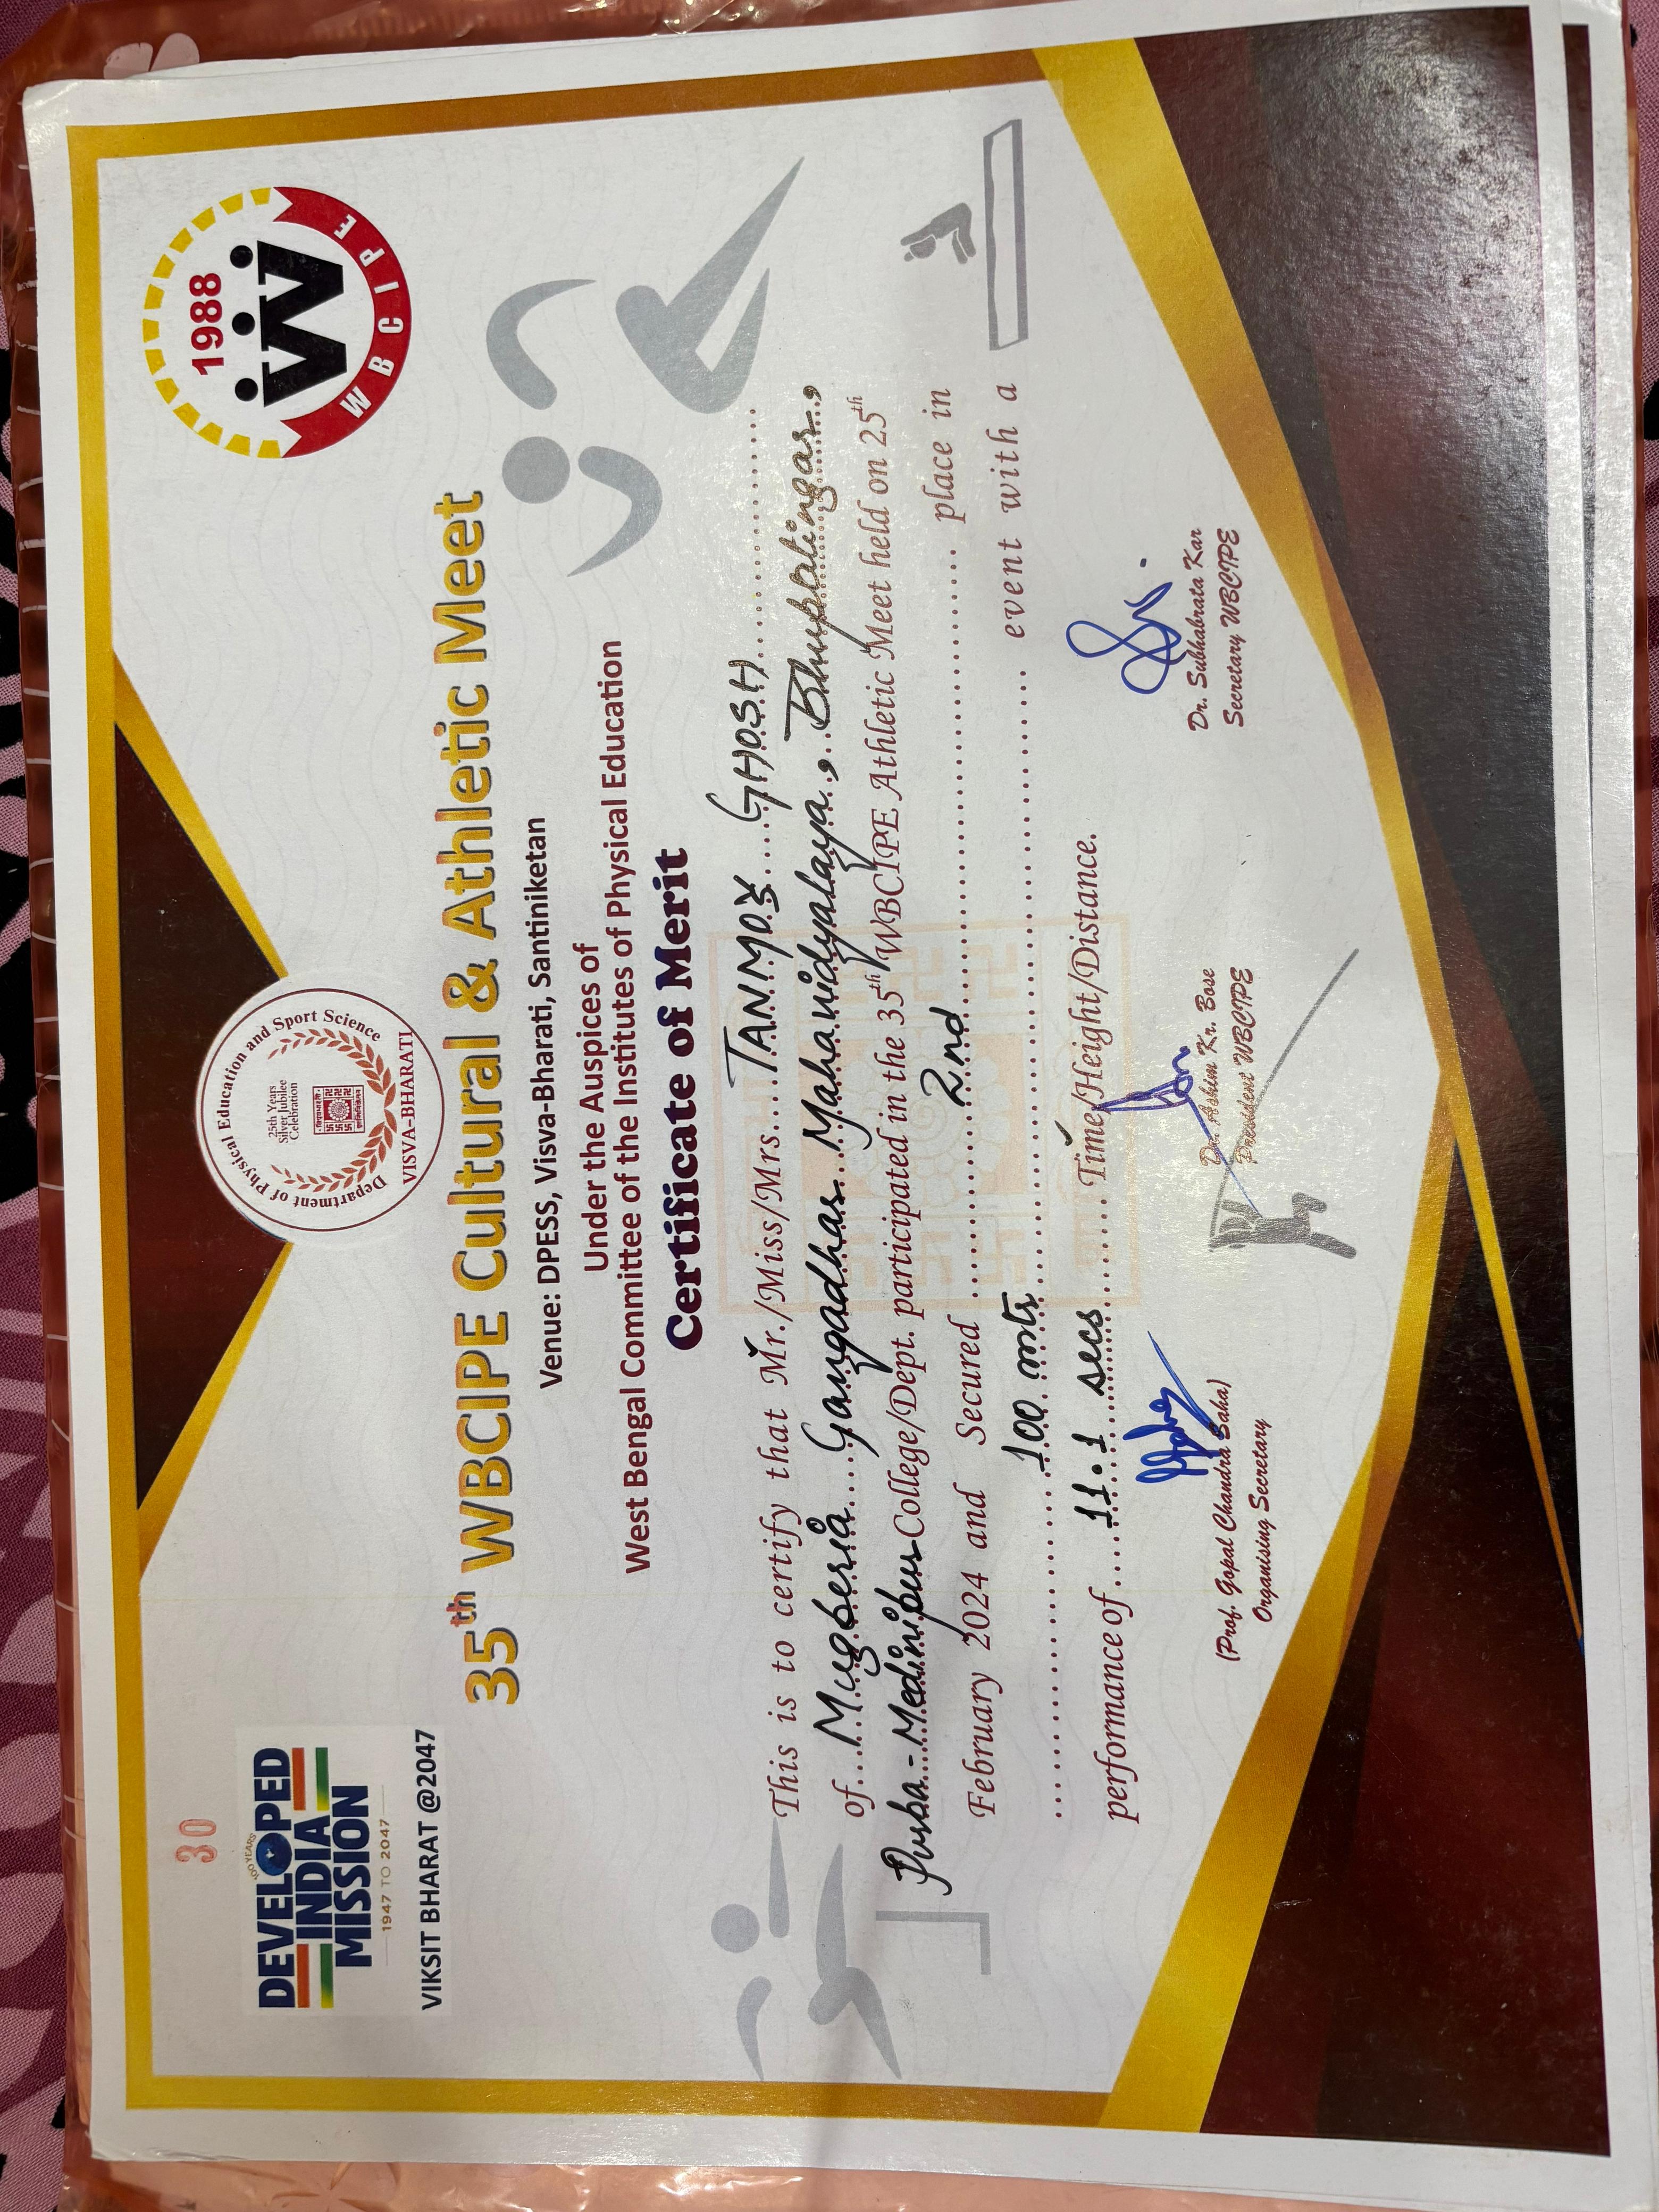 30
DEVELOPED
100 YEARS
INDIA
MISSION
1947 TO 2047
VIKSIT BHARAT @2047
Department of Physical Education and Sport Science
25th Years
Silver Jubilee
Celebration
VISVA-BHARATI
1988
W
WBCIPE
35th WBCIPE Cultural & Athletic Meet
Venue: DPESS, Visva-Bharati, Santiniketan
Under the Auspices of
West Bengal Committee of the Institutes of Physical Education
Certificate of Merit
This is to certify that Mr./Miss/Mrs......TANMOY GHOSH
of Mugberia Gangadhar Mahavidyalaya, Bhupatinagar,
Purba-Medinipur College/Dept. participated in the 35th WBCIPE Athletic Meet held on 25th
February 2024 and Secured 2nd place in
100 mts event with a
performance of 11.1 secs Time/Height/Distance.
(Prof. Gopal Chandra Saha)
Organising Secretary
Dr. Ashim Kr. Bose
President WBCIPE
Dr. Subhabrata Kar
Secretary WBCIPE